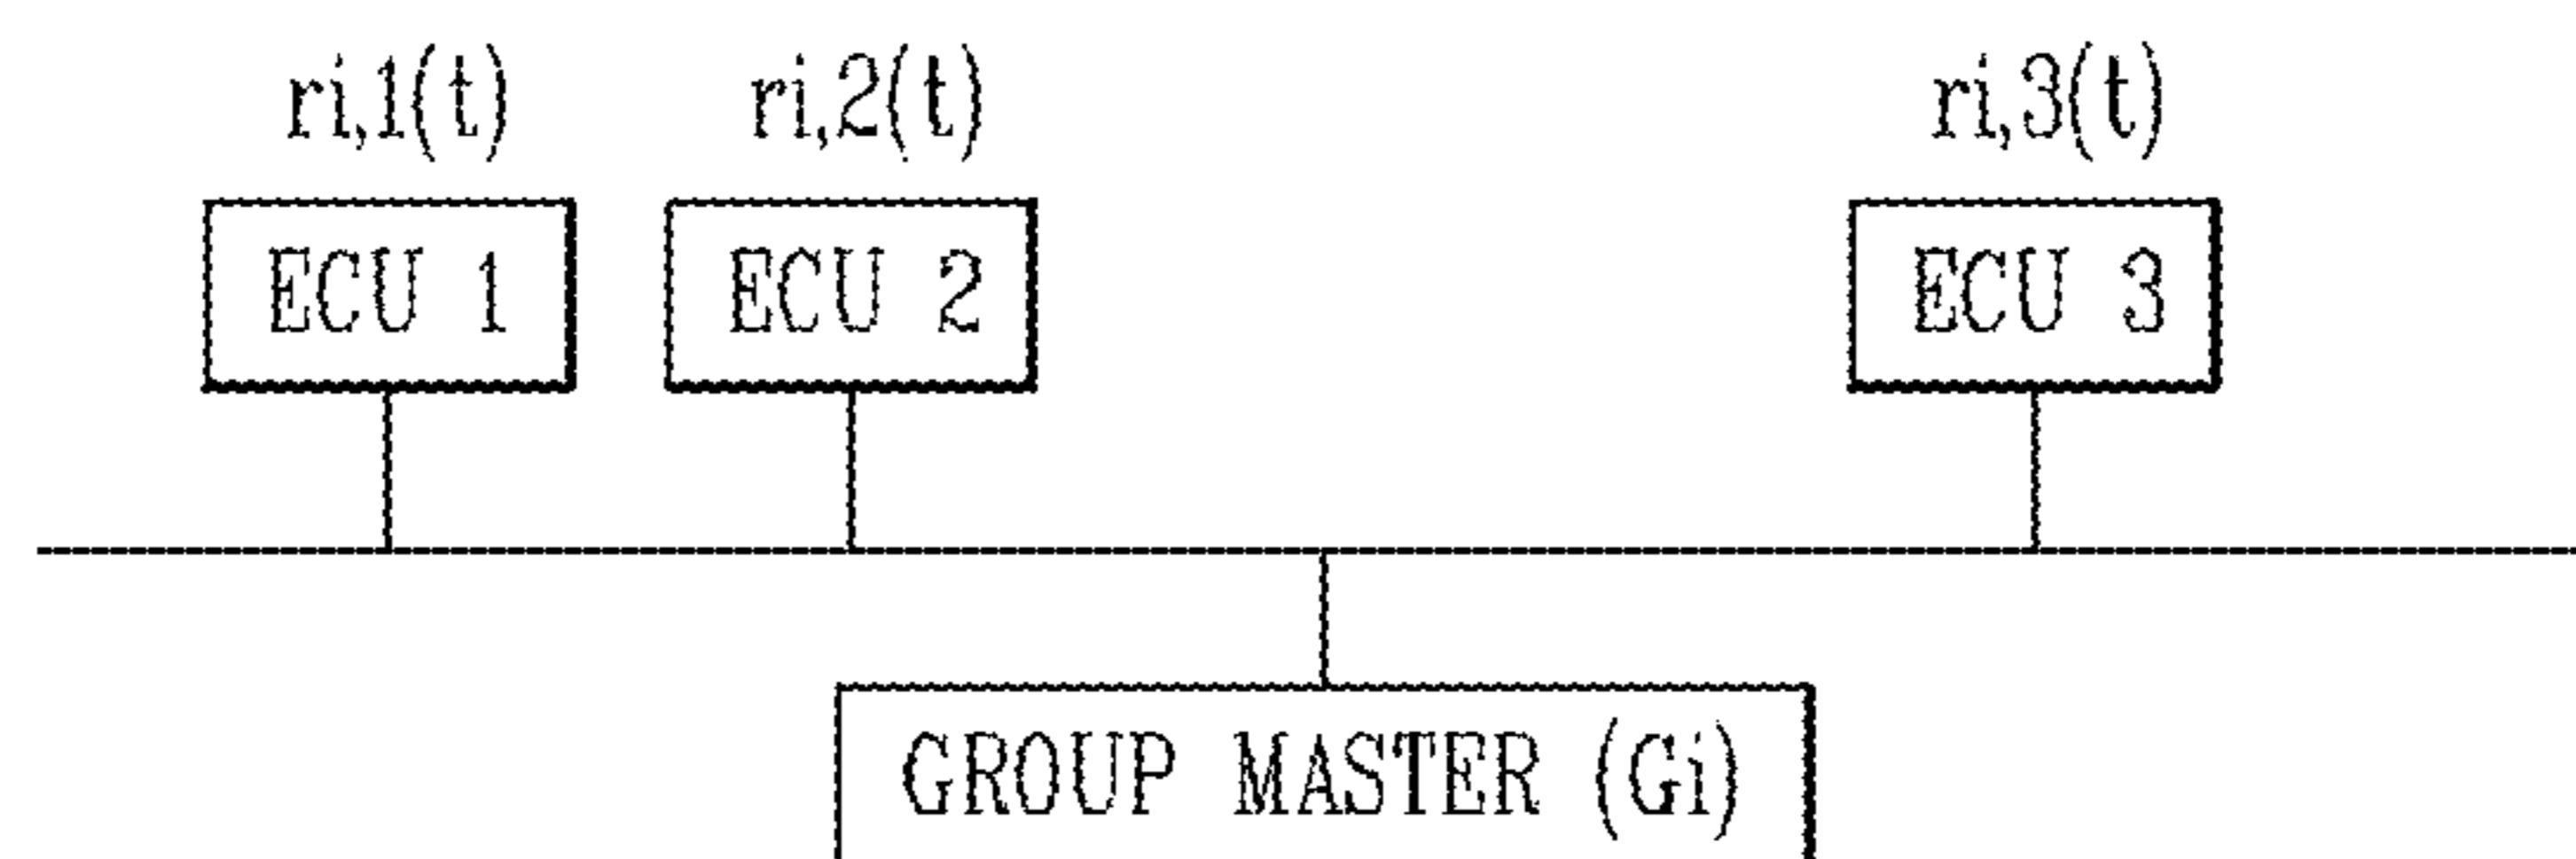 ri,1(t) ri,2(t) ri,3(t)
ECU 1 ECU 2 ECU 3
GROUP MASTER (Gi)